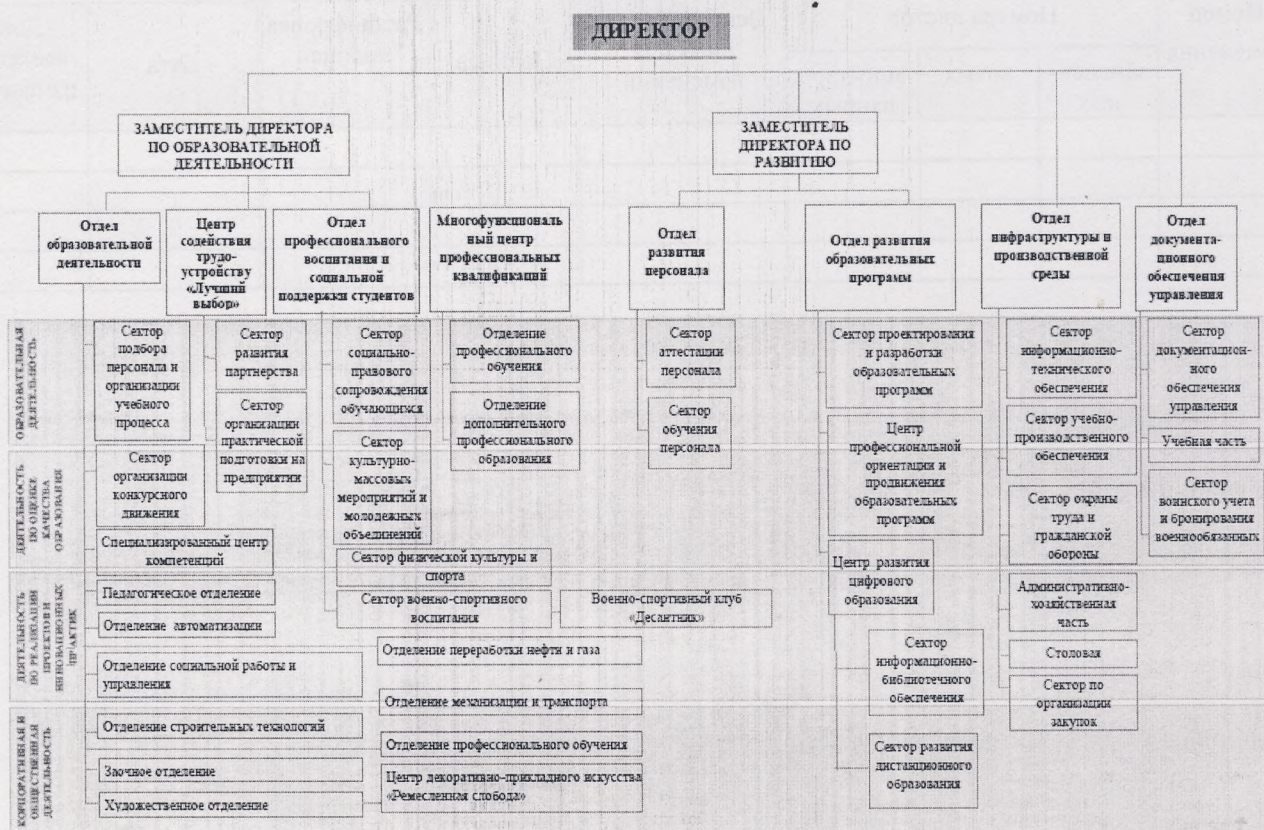 ДИРЕКТОР
ЗАМЕСТИТЕЛЬ ДИРЕКТОРА
ПО ОБРАЗОВАТЕЛЬНОЙ
ДЕЯТЕЛЬНОСТИ
ЗАМЕСТИТЕЛЬ
ДИРЕКТОРА ПО
РАЗВИТИЮ
Отдел
образовательной
деятельности
Центр
содействия
трудо-
устройству
«Лучший
выбор»
Отдел
профессионального
воспитания и
социальной
поддержки студентов
Многофункциональ
ный центр
профессиональных
квалификаций
Отдел
развития
персонала
Отдел развития
образовательных
программ
Отдел
инфраструктуры и
производственной
среды
Отдел
документа-
ционного
обеспечения
управления
ОБРАЗОВАТЕЛЬНАЯ
ДЕЯТЕЛЬНОСТЬ
Сектор
подбора
персонала и
организации
учебного
процесса
Сектор
развития
партнерства
Сектор
организации
практической
подготовки на
предприятии
Сектор
социально-
правового
сопровождения
обучающихся
Сектор
культурно-
массовых
мероприятий и
молодежных
объединений
Отделение
профессионального
обучения
Отделение
дополнительного
профессионального
образования
Сектор
аттестации
персонала
Сектор
обучения
персонала
Сектор проектирования
и разработки
образовательных
программ
Центр
профессиональной
ориентации и
продвижения
образовательных
программ
Сектор
информационно-
технического
обеспечения
Сектор учебно-
производственного
обеспечения
Сектор
документацион-
ного
обеспечения
управления
Учебная часть
ДЕЯТЕЛЬНОСТЬ
ПО ОЦЕНКЕ
КАЧЕСТВА
ОБРАЗОВАНИЯ
Сектор
организации
конкурсного
движения
Специализированный центр
компетенций
Сектор физической культуры и
спорта
Центр развития
цифрового
образования
Сектор охраны
труда и
гражданской
обороны
Сектор
воинского учета
и бронирования
военнообязанных
ДЕЯТЕЛЬНОСТЬ
ПО РЕАЛИЗАЦИИ
ПРОЕКТОВ И
ИННОВАЦИОННЫХ
ПРАКТИК
Педагогическое отделение
Отделение автоматизации
Отделение социальной работы и
управления
Сектор военно-спортивного
воспитания
Военно-спортивный клуб
«Десантник»
Отделение переработки нефти и газа
Отделение механизации и транспорта
Сектор
информационно-
библиотечного
обеспечения
Административно-
хозяйственная
часть
Столовая
Сектор по
организации
закупок
КОРПОРАТИВНАЯ И
ОБЩЕСТВЕННАЯ
ДЕЯТЕЛЬНОСТЬ
Отделение строительных технологий
Заочное отделение
Художественное отделение
Отделение профессионального обучения
Центр декоративно-прикладного искусства
«Ремесленная слобода»
Сектор развития
дистанционного
образования